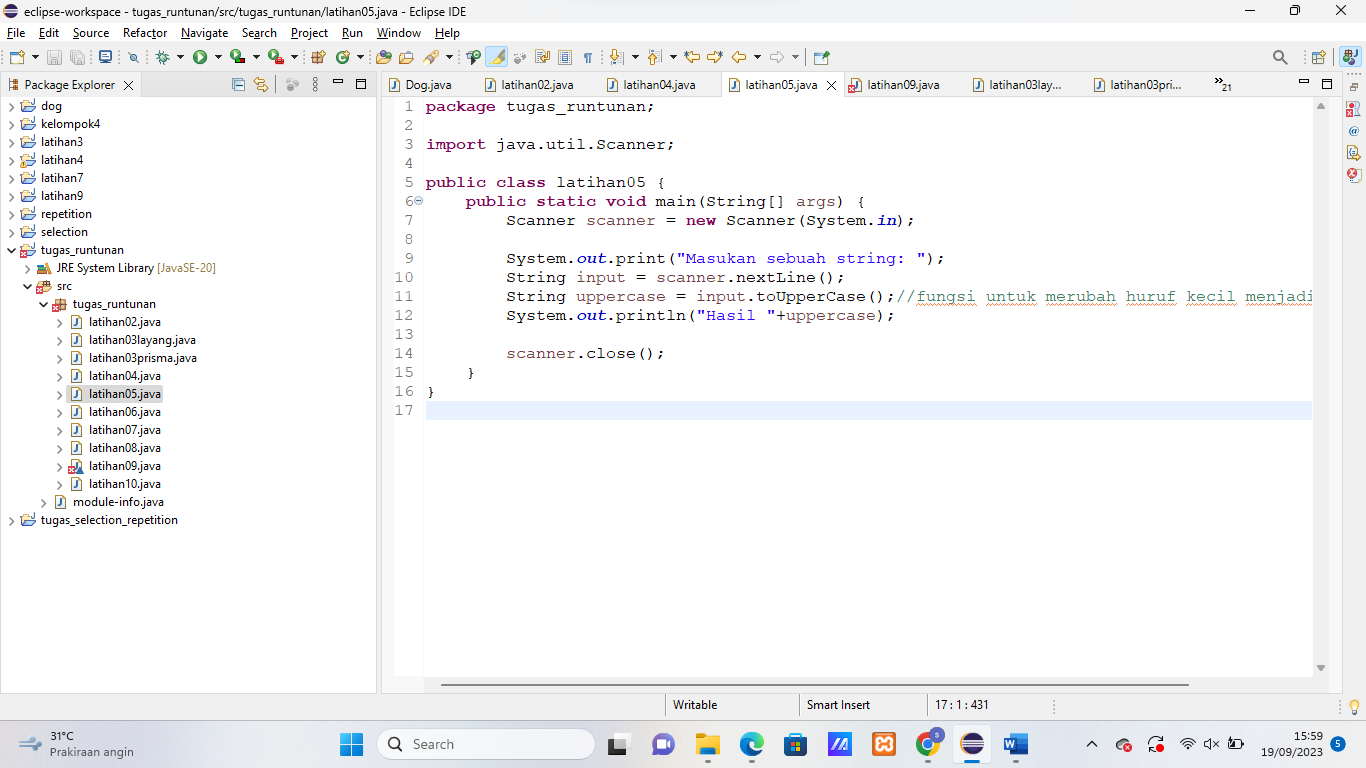 eclipse-workspace - tugas_runtunan/src/tugas_runtunan/latihan05.java - Eclipse IDE
File Edit Source Refactor Navigate Search Project Run Window Help
Package Explorer
dog
kelompok4
latihan3
latihan4
latihan7
latihan9
repetition
selection
tugas_runtunan
JRE System Library [JavaSE-20]
src
tugas_runtunan
latihan02.java
latihan03layang.java
latihan03prisma.java
latihan04.java
latihan05.java
latihan06.java
latihan07.java
latihan08.java
latihan09.java
latihan10.java
module-info.java
tugas_selection_repetition
Dog.java latihan02.java latihan04.java latihan05.java latihan09.java latihan03lay... latihan03pri... »21
1 package tugas_runtunan;
2
3 import java.util.Scanner;
4
5 public class latihan05 {
6 public static void main(String[] args) {
7 Scanner scanner = new Scanner(System.in);
8
9 System.out.print("Masukan sebuah string: ");
10 String input = scanner.nextLine();
11 String uppercase = input.toUpperCase();//fungsi untuk merubah huruf kecil menjadi
12 System.out.println("Hasil "+uppercase);
13
14 scanner.close();
15 }
16 }
17
Writable Smart Insert 17 : 1 : 431
31°C
Prakiraan angin
Search
S
15:59
19/09/2023
5